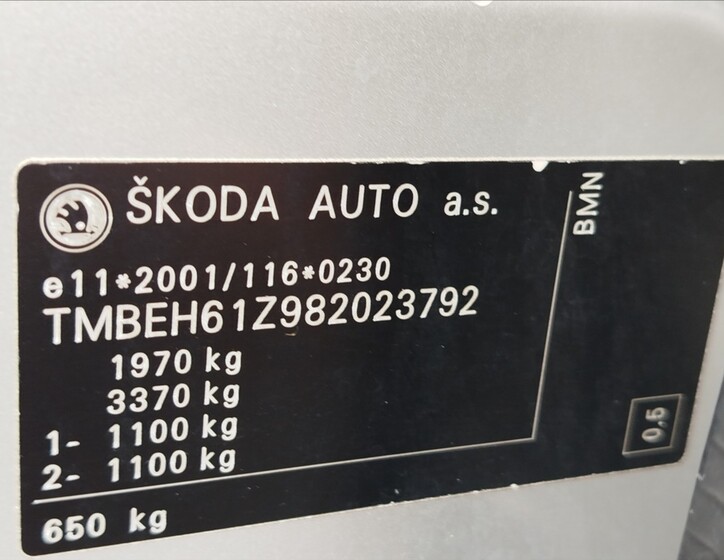 ŠKODA AUTO a.s.
e11*2001/116*0230
TMBEH61Z982023792
1970 kg
3370 kg
1- 1100 kg
2- 1100 kg
650 kg
BMN
0,5